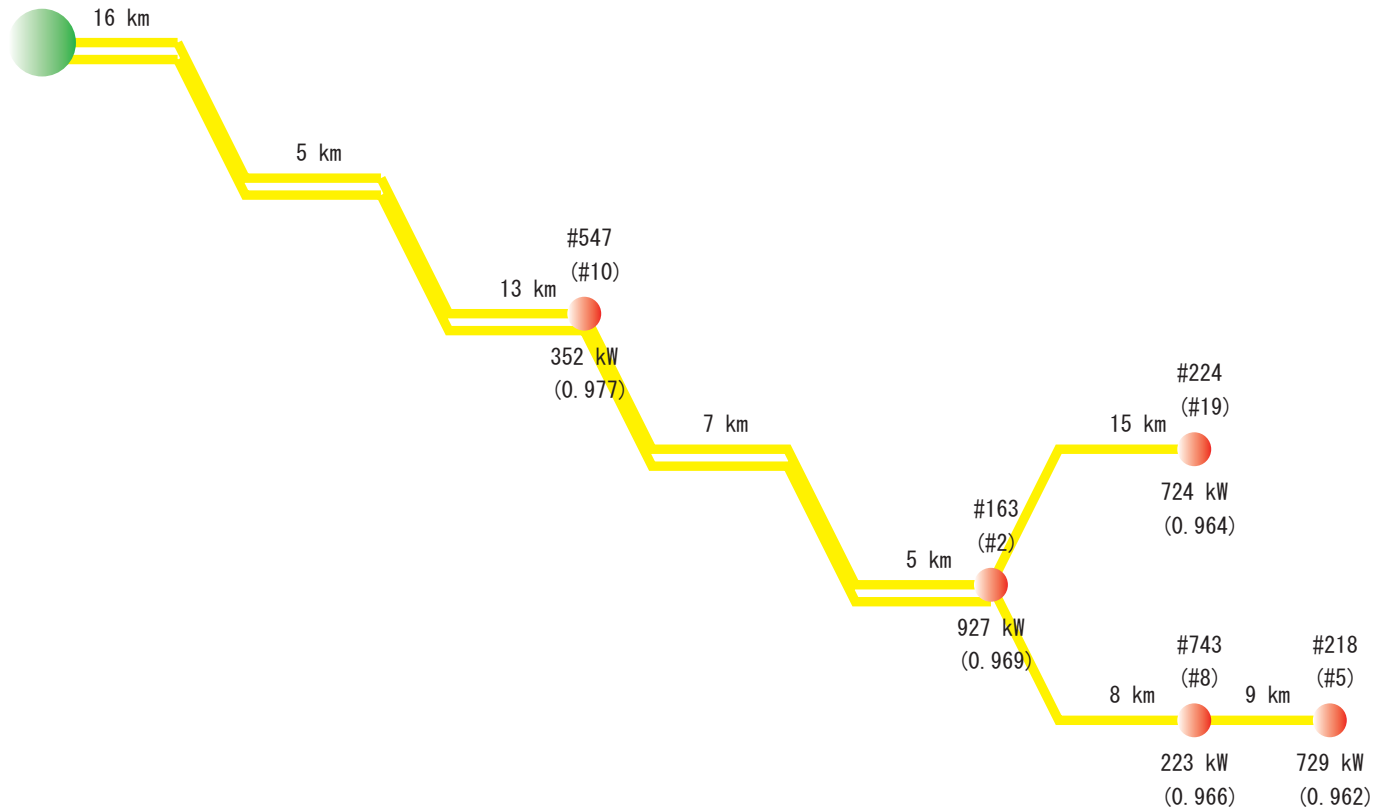 16 km
5 km
#547
(#10)
13 km
352 kW
(0.977)
7 km
#224
(#19)
15 km
724 kW
(0.964)
#163
(#2)
5 km
927 kW
(0.969)
#743
(#8)
8 km
223 kW
(0.966)
#218
(#5)
9 km
729 kW
(0.962)